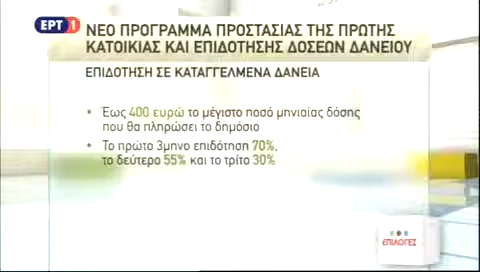 ΕΡΤ1
ΝΕΟ ΠΡΟΓΡΑΜΜΑ ΠΡΟΣΤΑΣΙΑΣ ΤΗΣ ΠΡΩΤΗΣ
ΚΑΤΟΙΚΙΑΣ ΚΑΙ ΕΠΙΔΟΤΗΣΗΣ ΔΟΣΕΩΝ ΔΑΝΕΙΟΥ
ΕΠΙΔΟΤΗΣΗ ΣΕ ΚΑΤΑΓΓΕΛΜΕΝΑ ΔΑΝΕΙΑ
• Έως 400 ευρώ το μέγιστο ποσό μηνιαίας δόσης
που θα πληρώσει το δημόσιο
• Το πρώτο 3μηνο επιδότηση 70%,
το δεύτερο 55% και το τρίτο 30%
ΕΠΙΛΟΓΕΣ